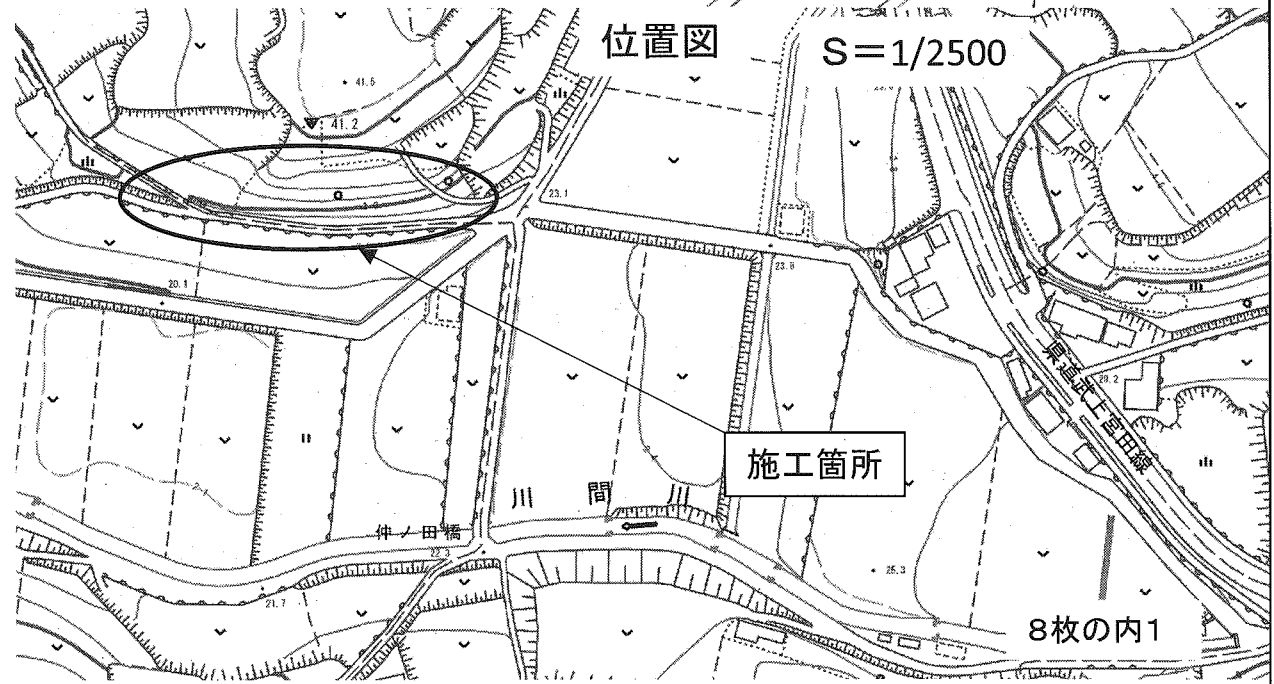 位置図
S＝1/2500
41.5
41.2
23.1
23.9
20.1
県道武上宮田線
29.2
施工箇所
川間川
仲ノ田橋
22.3
25.3
21.7
8枚の内1